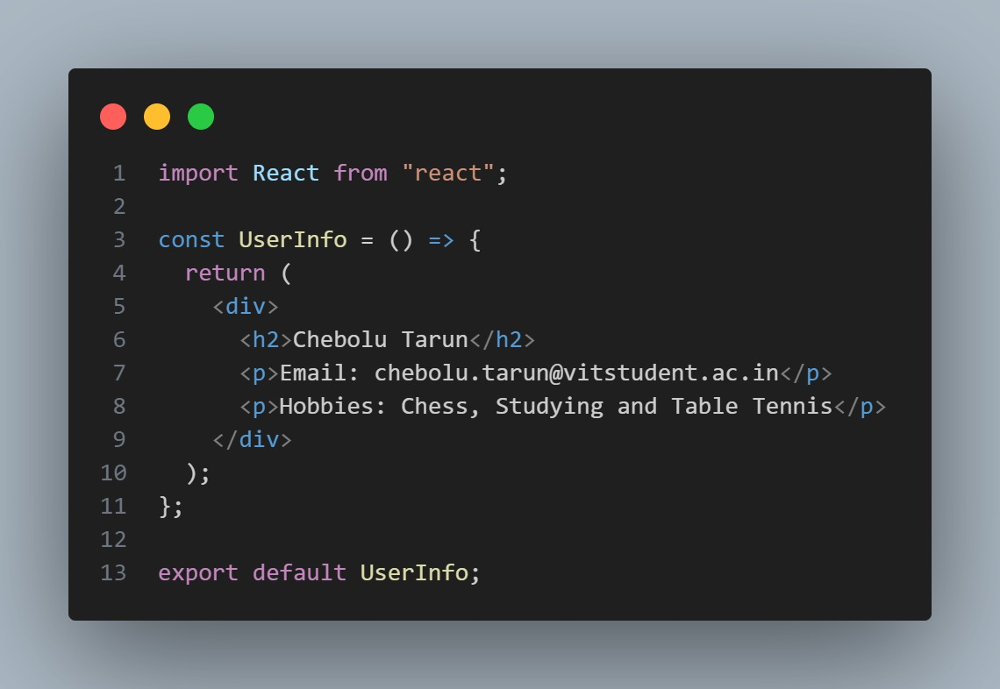 1 import React from "react";
2
3 const UserInfo = () => {
4   return (
5     <div>
6       <h2>Chebolu Tarun</h2>
7       <p>Email: chebolu.tarun@vitstudent.ac.in</p>
8       <p>Hobbies: Chess, Studying and Table Tennis</p>
9     </div>
10   );
11 };
12
13 export default UserInfo;